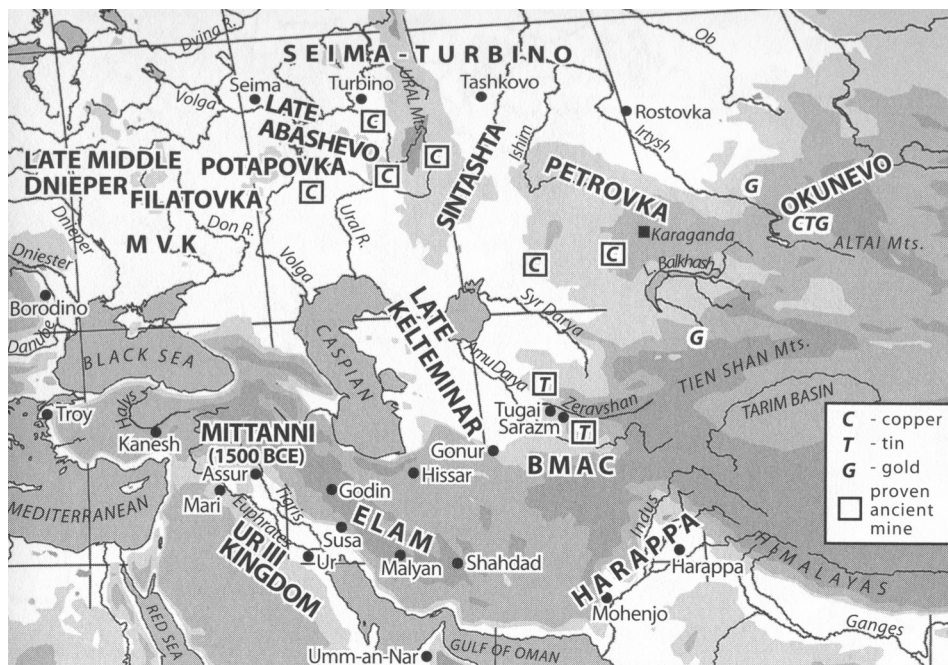 Dvina R.
SEIMA - TURBINO
Ob
Seima
Turbino
URAL Mts.
Tashkovo
Volga
LATE
ABASHEVO
C
Ishim
Rostovka
Irtysh
LATE MIDDLE
DNIEPER
POTAPOVKA
C
C
C
SINTASHTA
PETROVKA
G
OKUNEVO
CTG
FILATOVKA
Dnieper
Don R.
Ural R.
Karaganda
ALTAI Mts.
MVK
Dniester
Volga
C
C
L. Balkhash
Borodino
Danube
Syr Darya
G
BLACK SEA
CASPIAN
LATE
KELTEMINAR
Amu Darya
T
TIEN SHAN Mts.
Zeravshan
TARIM BASIN
Troy
Halys
Kanesh
MITTANNI
(1500 BCE)
Tugai
Sarazm
T
Gonur
BMAC
C - copper
T - tin
G - gold
proven
ancient
mine
Assur
Hissar
Mari
Godin
MEDITERRANEAN
Tigris
Euphrates
ELAM
Indus
UR III
KINGDOM
Susa
Ur
Malyan
Shahdad
HARAPPA
Harappa
HIMALAYAS
Mohenjo
RED SEA
Ganges
GULF OF OMAN
Umm-an-Nar